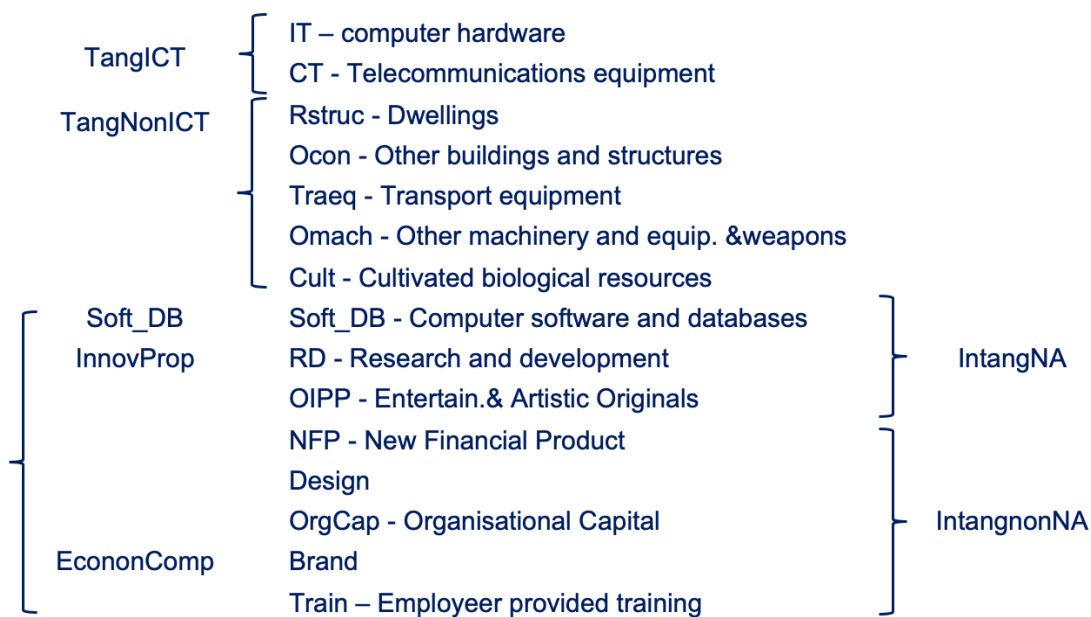 IT – computer hardware
TangICT
CT - Telecommunications equipment
Rstruc - Dwellings
TangNonICT
Ocon - Other buildings and structures
Traeq - Transport equipment
Omach - Other machinery and equip. &weapons
Cult - Cultivated biological resources
Soft_DB Soft_DB - Computer software and databases
InnovProp RD - Research and development IntangNA
OIPP - Entertain.& Artistic Originals
NFP - New Financial Product
Design
OrgCap - Organisational Capital IntangnonNA
EcononComp Brand
Train – Employeer provided training